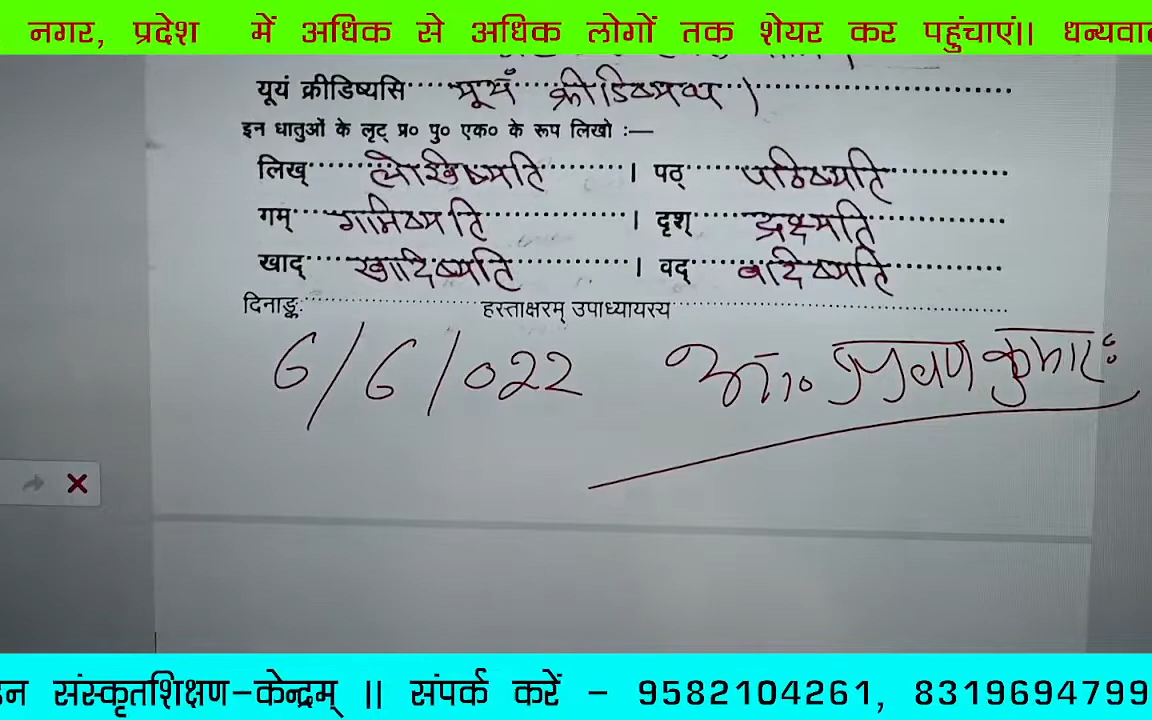 नगर, प्रदेश में अधिक से अधिक लोगों तक शेयर कर पहुंचाएं।। धन्यवाद
यूयं क्रीडिष्यसि यूयं क्रीडिष्यथ ।
इन धातुओं के लृट् प्र० पु० एक० के रूप लिखो :—
लिख् लेखिष्यति । पठ् पठिष्यति
गम् गमिष्यति । दृश् द्रक्ष्यति
खाद् खादिष्यति । वद् वदिष्यति
दिनाङ्कः हस्ताक्षरम् उपाध्यायस्य
6/6/022 कुमारः
संस्कृतशिक्षण-केन्द्रम् || संपर्क करें - 9582104261, 8319694799